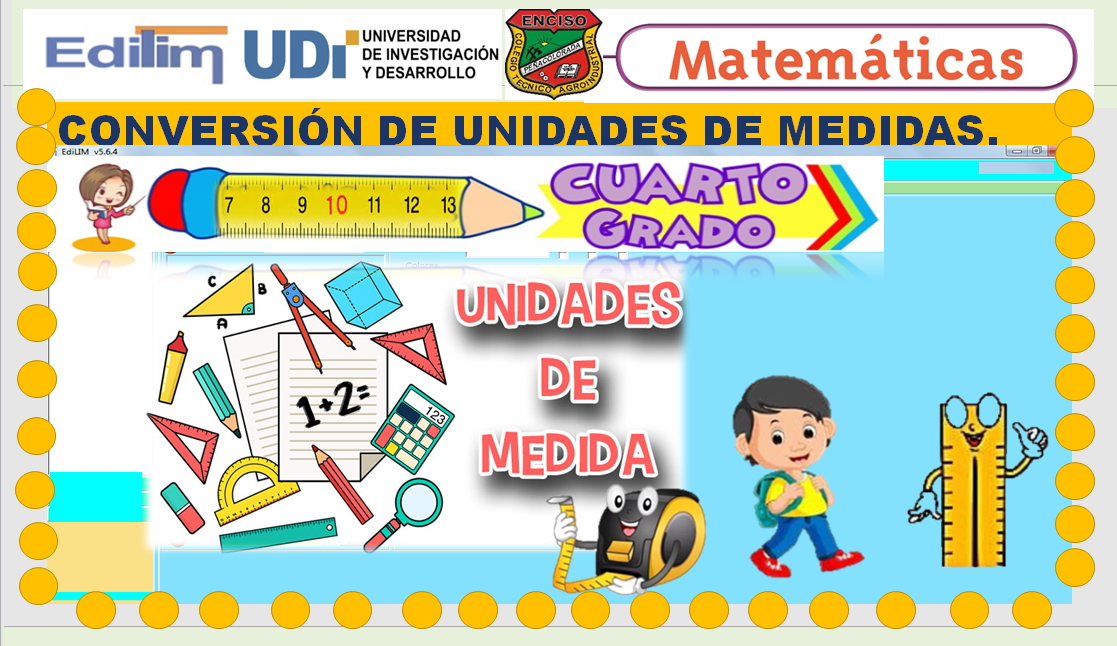 Edilim
UDi
UNIVERSIDAD
DE INVESTIGACIÓN
Y DESARROLLO
ENCISO
PEÑACOLORADA
COLEGIO TECNICO AGROINDUSTRIAL
Matemáticas
CONVERSIÓN DE UNIDADES DE MEDIDAS.
EdiLIM v5.6.4
7 8 9 10 11 12 13
CUARTO
GRADO
C
B
A
1+2=
123
UNIDADES
DE
MEDIDA